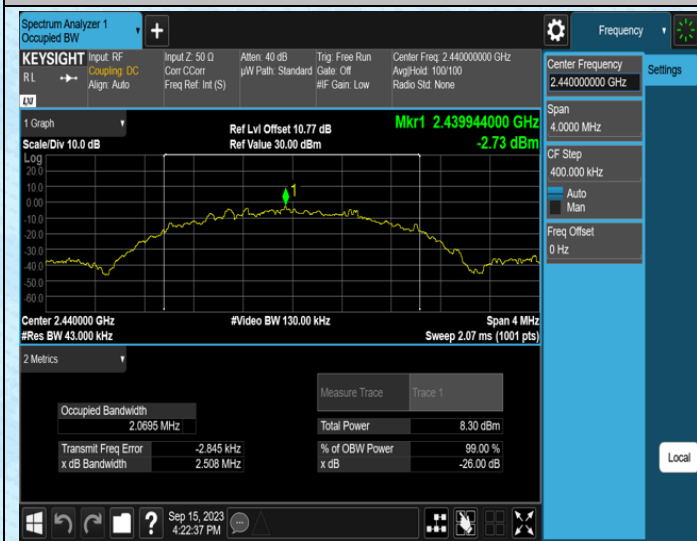 Spectrum Analyzer 1
Occupied BW
Frequency
KEYSIGHT
R L
LXI
Input: RF
Coupling: DC
Align: Auto
Input Z: 50 Ω
Corr CCorr
Freq Ref: Int (S)
Atten: 40 dB
µW Path: Standard
Trig: Free Run
Gate: Off
#IF Gain: Low
Center Freq: 2.440000000 GHz
Avg|Hold: 100/100
Radio Std: None
Center Frequency
2.440000000 GHz
Settings
Span
4.0000 MHz
CF Step
400.000 kHz
Auto
Man
Freq Offset
0 Hz
Local
1 Graph
Scale/Div 10.0 dB
Ref Lvl Offset 10.77 dB
Ref Value 30.00 dBm
Mkr1 2.439944000 GHz
-2.73 dBm
Log
20.0
10.0
0.00
-10.0
-20.0
-30.0
-40.0
-50.0
-60.0
1
Center 2.440000 GHz
#Res BW 43.000 kHz
#Video BW 130.00 kHz
Span 4 MHz
Sweep 2.07 ms (1001 pts)
2 Metrics
Measure Trace Trace 1
Occupied Bandwidth
2.0695 MHz
Total Power 8.30 dBm
Transmit Freq Error -2.845 kHz
% of OBW Power 99.00 %
x dB Bandwidth 2.508 MHz
x dB -26.00 dB
?
Sep 15, 2023
4:22:37 PM